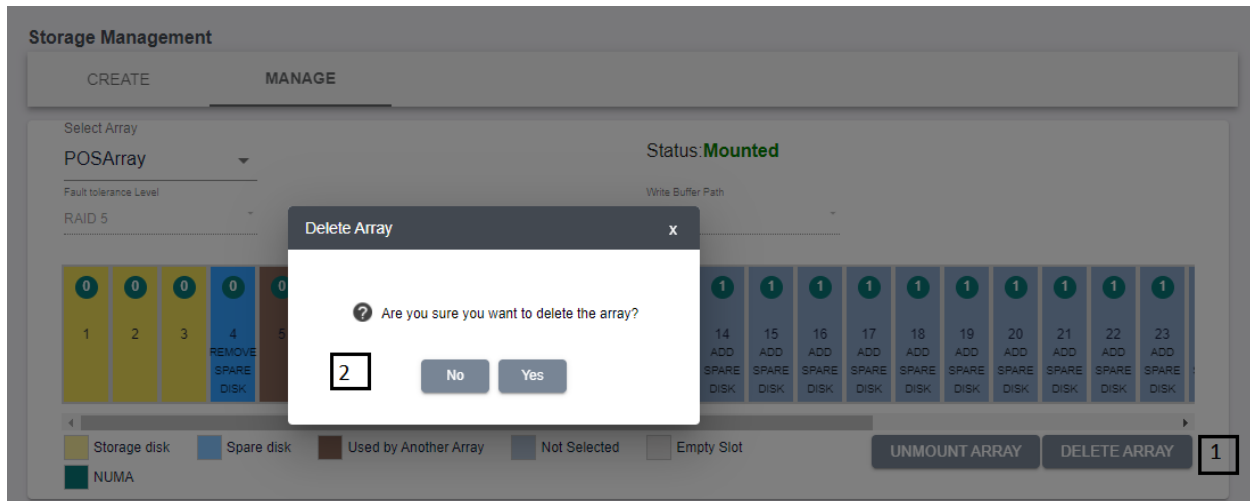 Storage Management
CREATE MANAGE
Select Array
POSArray
Status:Mounted
Fault tolerance Level
Write Buffer Path
RAID 5
Delete Array x
Are you sure you want to delete the array?
2
No Yes
0 0 0 0 0 1 1 1 1 1 1 1 1 1 1
1 2 3 4 5 14 15 16 17 18 19 20 21 22 23
REMOVE ADD ADD ADD ADD ADD ADD ADD ADD ADD ADD
SPARE SPARE SPARE SPARE SPARE SPARE SPARE SPARE SPARE SPARE SPARE
DISK DISK DISK DISK DISK DISK DISK DISK DISK DISK DISK
Storage disk Spare disk Used by Another Array Not Selected Empty Slot
NUMA
UNMOUNT ARRAY DELETE ARRAY 1